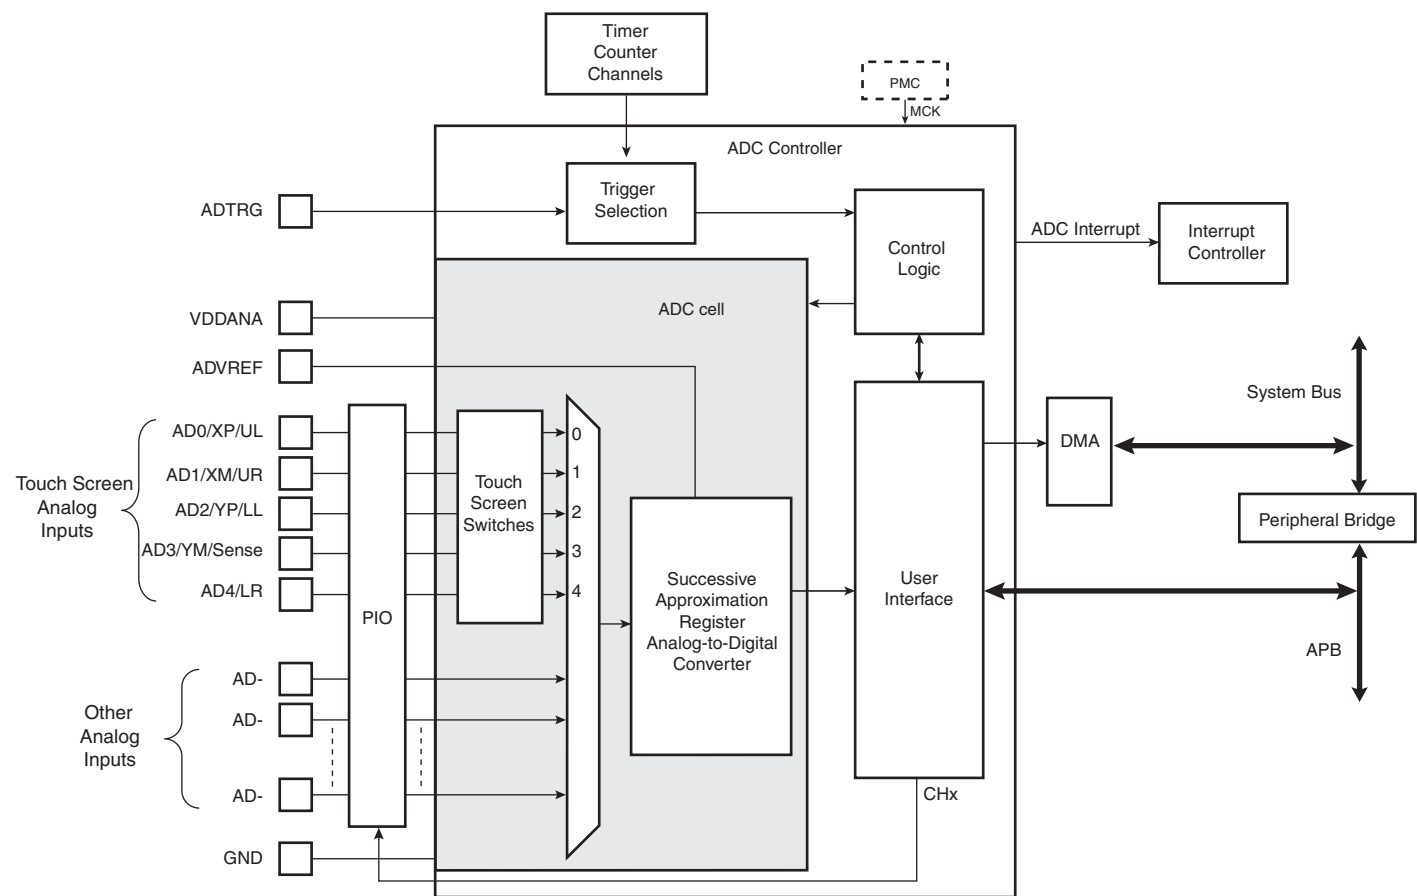 Timer
Counter
Channels
PMC
MCK
ADC Controller
ADTRG
Trigger
Selection
Control
Logic
ADC Interrupt
Interrupt
Controller
VDDANA
ADC cell
ADVREF
System Bus
Touch Screen
Analog
Inputs
AD0/XP/UL
AD1/XM/UR
AD2/YP/LL
AD3/YM/Sense
AD4/LR
PIO
Touch
Screen
Switches
0
1
2
3
4
Successive
Approximation
Register
Analog-to-Digital
Converter
User
Interface
DMA
Peripheral Bridge
APB
Other
Analog
Inputs
AD-
AD-
AD-
CHx
GND